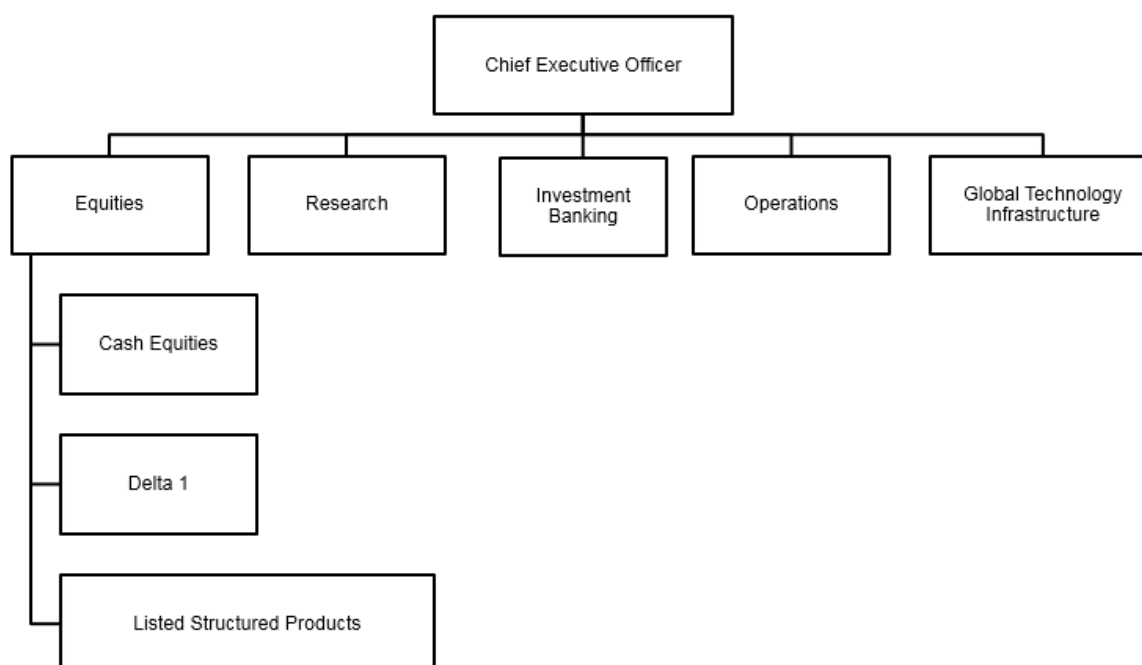 Chief Executive Officer
Equities
Research
Investment
Banking
Operations
Global Technology
Infrastructure
Cash Equities
Delta 1
Listed Structured Products